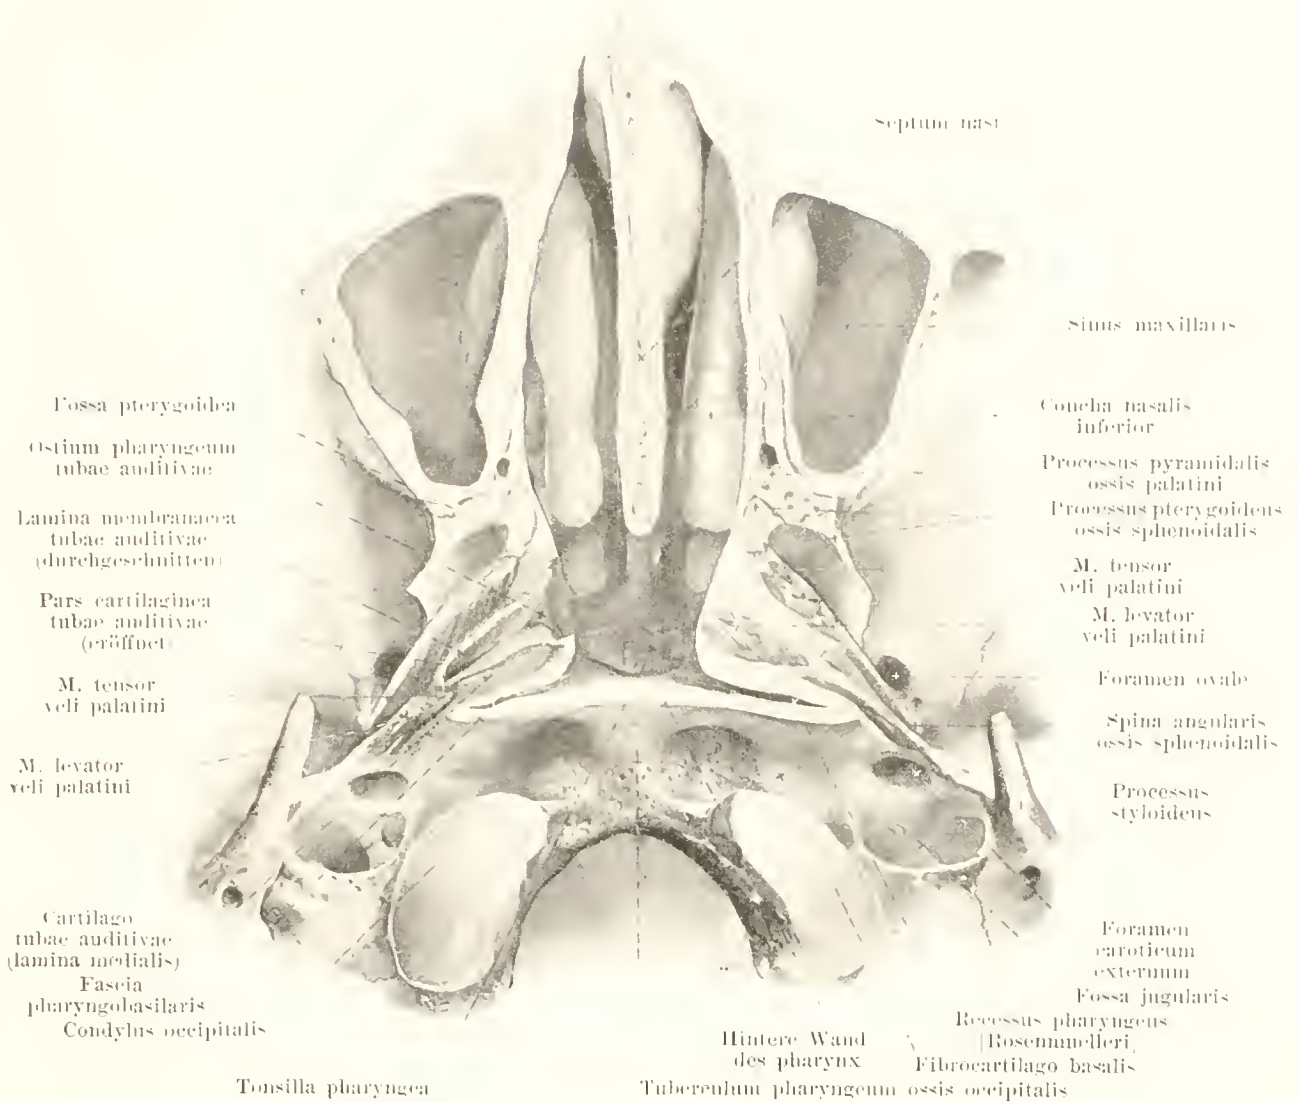 Septum nasi
Sinus maxillaris
Fossa pterygoidea
Ostium pharyngeum
tubae auditivae
Lamina membranacea
tubae auditivae
(durchgeschnitten)
Pars cartilaginea
tubae auditivae
(eröffnet)
M. tensor
veli palatini
M. levator
veli palatini
Cartilago
tubae auditivae
(lamina medialis)
Fascia
pharyngobasilaris
Condylus occipitalis
Tonsilla pharyngea
Concha nasalis
inferior
Processus pyramidalis
ossis palatini
Processus pterygoideus
ossis sphenoidalis
M. tensor
veli palatini
M. levator
veli palatini
Foramen ovale
Spina angularis
ossis sphenoidalis
Processus
styloideus
Foramen
caroticum
externum
Fossa jugularis
Recessus pharyngeus
[Rosenmuelleri]
Fibrocartilago basalis
Hintere Wand
des pharynx
Tuberculum pharyngeum ossis occipitalis